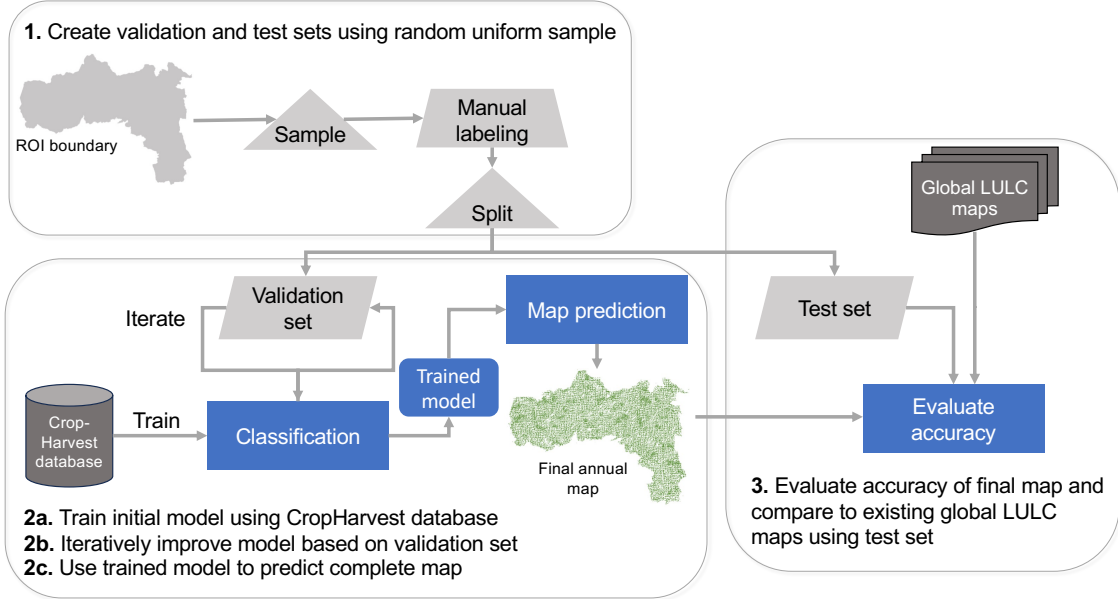 1. Create validation and test sets using random uniform sample
ROI boundary
Sample
Manual
labeling
Split
Global LULC
maps
Validation
set
Iterate
Map prediction
Test set
Trained
model
Crop-
Harvest
database
Train
Classification
Evaluate
accuracy
Final annual
map
2a. Train initial model using CropHarvest database
2b. Iteratively improve model based on validation set
2c. Use trained model to predict complete map
3. Evaluate accuracy of final map and
compare to existing global LULC
maps using test set